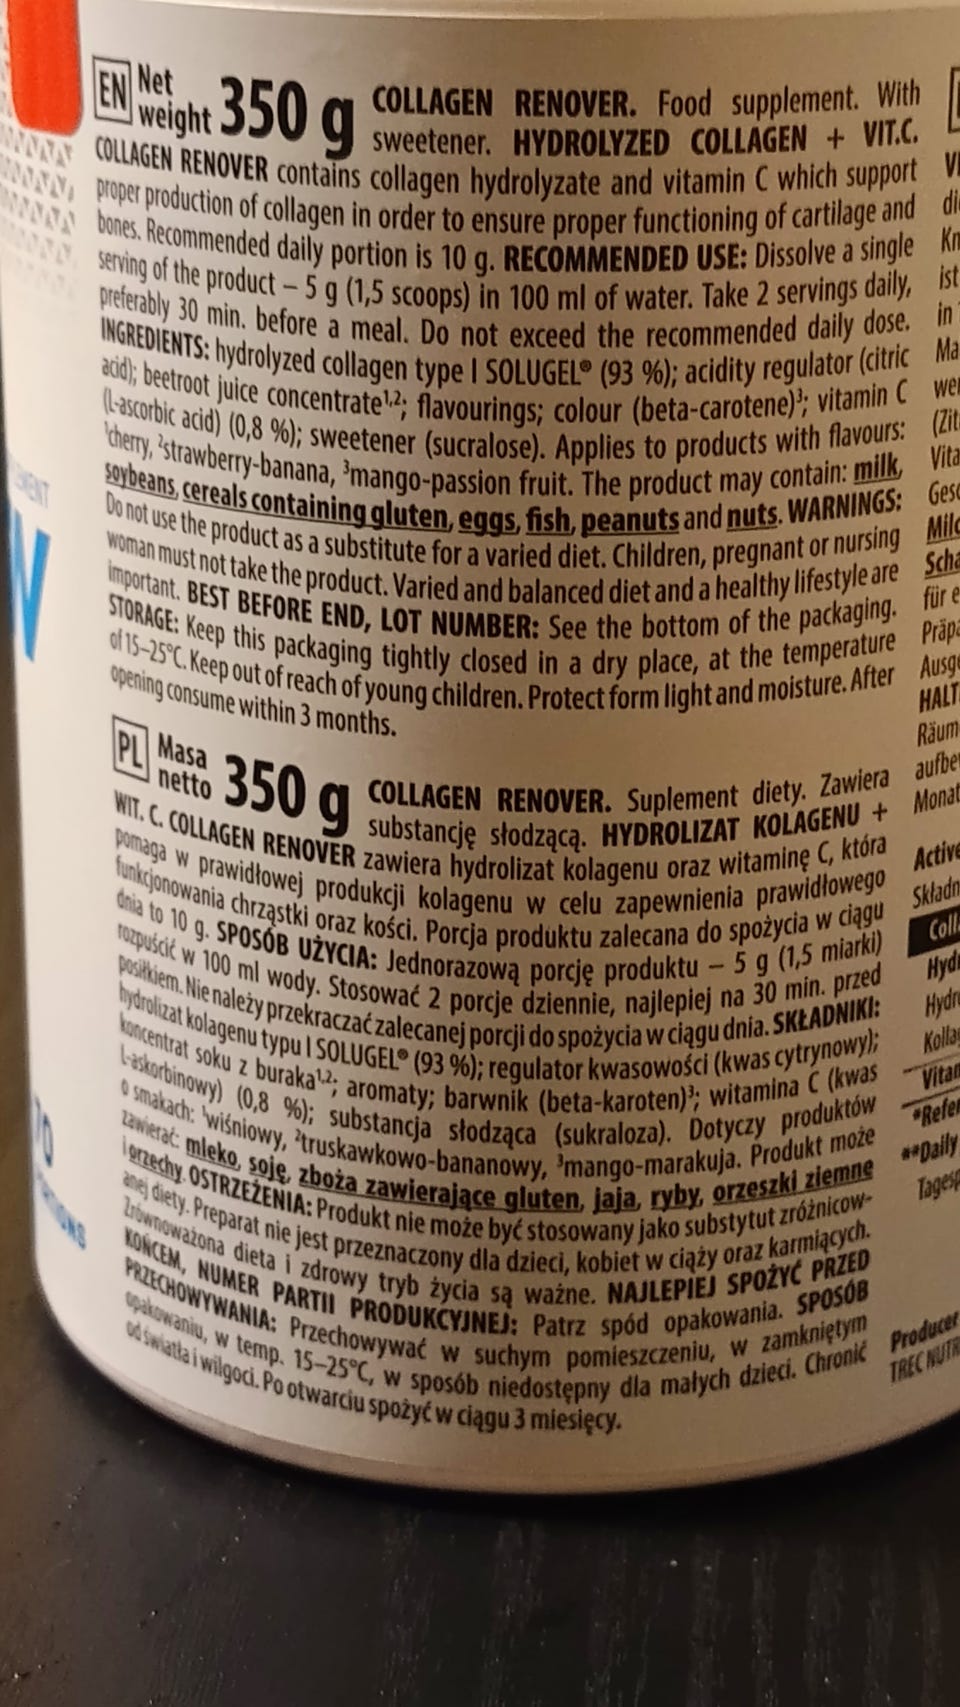 EN Net weight 350 g COLLAGEN RENOVER. Food supplement. With
sweetener. HYDROLYZED COLLAGEN + VIT.C.
COLLAGEN RENOVER contains collagen hydrolyzate and vitamin C which support
proper production of collagen in order to ensure proper functioning of cartilage and
bones. Recommended daily portion is 10 g. RECOMMENDED USE: Dissolve a single
serving of the product – 5 g (1,5 scoops) in 100 ml of water. Take 2 servings daily,
preferably 30 min. before a meal. Do not exceed the recommended daily dose.
INGREDIENTS: hydrolyzed collagen type I SOLUGEL® (93 %); acidity regulator (citric
acid); beetroot juice concentrate¹,²; flavourings; colour (beta-carotene)³; vitamin C
(L-ascorbic acid) (0,8 %); sweetener (sucralose). Applies to products with flavours:
¹cherry, ²strawberry-banana, ³mango-passion fruit. The product may contain: milk,
soybeans, cereals containing gluten, eggs, fish, peanuts and nuts. WARNINGS:
Do not use the product as a substitute for a varied diet. Children, pregnant or nursing
woman must not take the product. Varied and balanced diet and a healthy lifestyle are
important. BEST BEFORE END, LOT NUMBER: See the bottom of the packaging.
STORAGE: Keep this packaging tightly closed in a dry place, at the temperature
of 15–25°C. Keep out of reach of young children. Protect form light and moisture. After
opening consume within 3 months.
PL Masa netto 350 g COLLAGEN RENOVER. Suplement diety. Zawiera
substancję słodzącą. HYDROLIZAT KOLAGENU +
WIT. C. COLLAGEN RENOVER zawiera hydrolizat kolagenu oraz witaminę C, która
pomaga w prawidłowej produkcji kolagenu w celu zapewnienia prawidłowego
funkcjonowania chrząstki oraz kości. Porcja produktu zalecana do spożycia w ciągu
dnia to 10 g. SPOSÓB UŻYCIA: Jednorazową porcję produktu – 5 g (1,5 miarki)
rozpuścić w 100 ml wody. Stosować 2 porcje dziennie, najlepiej na 30 min. przed
posiłkiem. Nie należy przekraczać zalecanej porcji do spożycia w ciągu dnia. SKŁADNIKI:
hydrolizat kolagenu typu I SOLUGEL® (93 %); regulator kwasowości (kwas cytrynowy);
koncentrat soku z buraka¹,²; aromaty; barwnik (beta-karoten)³; witamina C (kwas
L-askorbinowy) (0,8 %); substancja słodząca (sukraloza). Dotyczy produktów
o smakach: ¹wiśniowy, ²truskawkowo-bananowy, ³mango-marakuja. Produkt może
zawierać: mleko, soję, zboża zawierające gluten, jaja, ryby, orzeszki ziemne
i orzechy. OSTRZEŻENIA: Produkt nie może być stosowany jako substytut zróżnicow-
anej diety. Preparat nie jest przeznaczony dla dzieci, kobiet w ciąży oraz karmiących.
Zrównoważona dieta i zdrowy tryb życia są ważne. NAJLEPIEJ SPOŻYĆ PRZED
KOŃCEM, NUMER PARTII PRODUKCYJNEJ: Patrz spód opakowania. SPOSÓB
PRZECHOWYWANIA: Przechowywać w suchym pomieszczeniu, w zamkniętym
opakowaniu, w temp. 15–25°C, w sposób niedostępny dla małych dzieci. Chronić
od światła i wilgoci. Po otwarciu spożyć w ciągu 3 miesięcy.
70
in
für e
HALT
Active
Vitam
**Daily
Producer
TREC NUTR